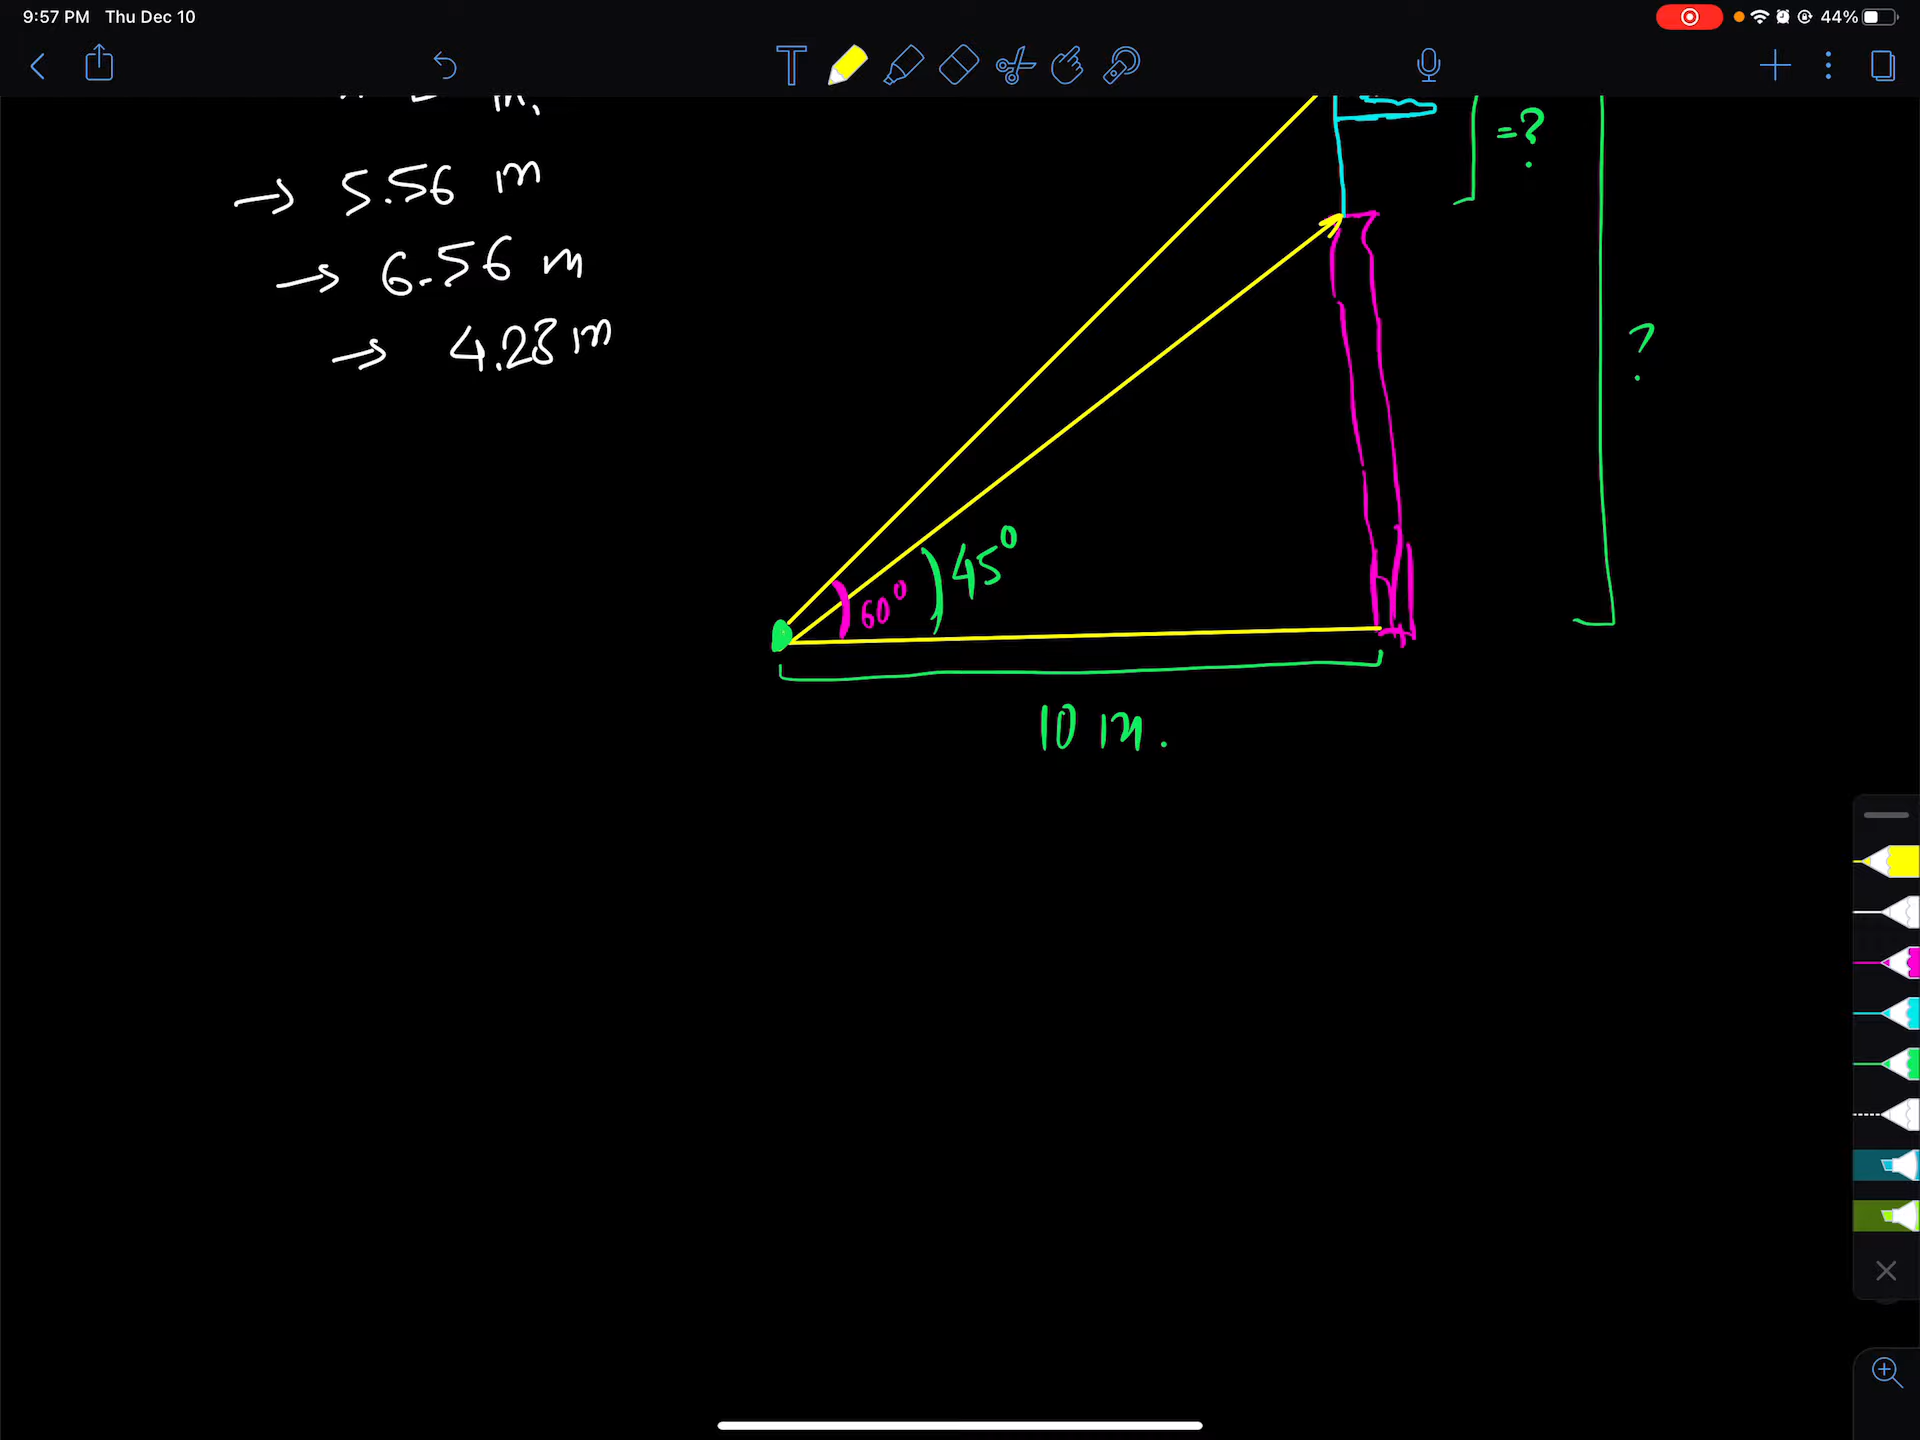 9:57 PM Thu Dec 10
44%
T
m.
=?
→ 5.56 m
→ 6.56 m
→ 4.28 m
?
45°
60°
10 m.